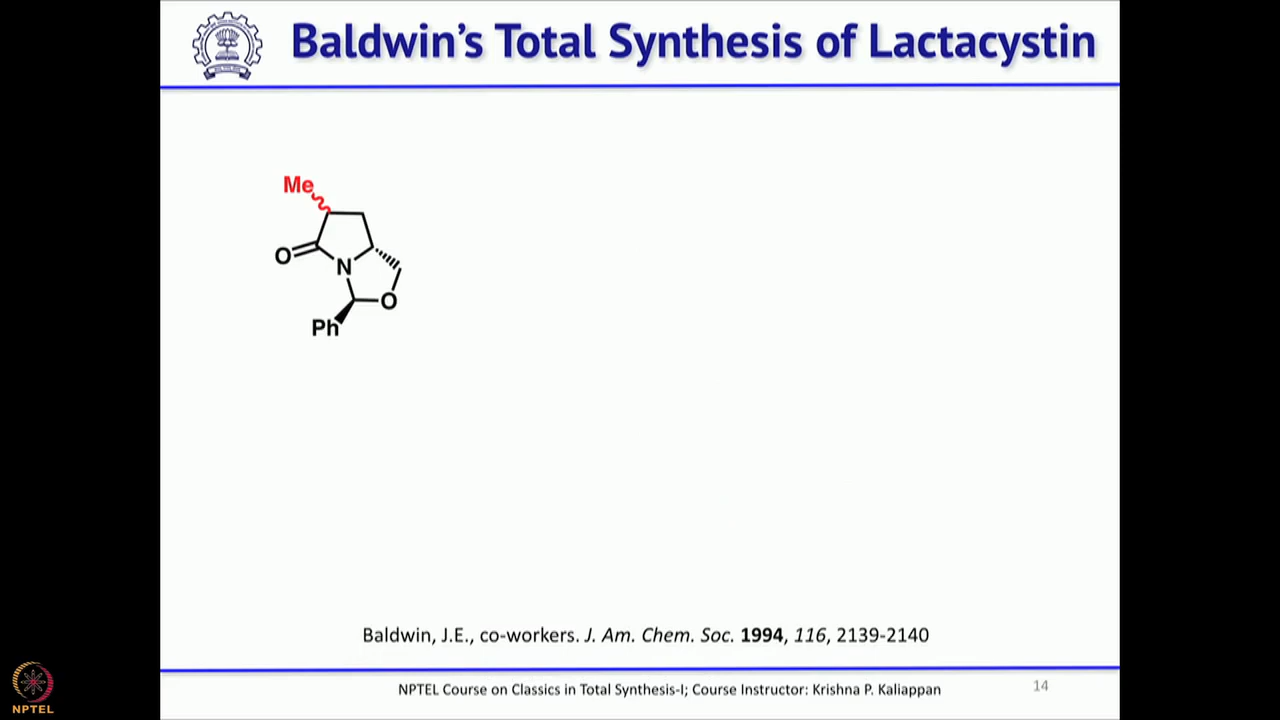 Baldwin's Total Synthesis of Lactacystin
Me
O
N
O
Ph
Baldwin, J.E., co-workers. J. Am. Chem. Soc. 1994, 116, 2139-2140
NPTEL Course on Classics in Total Synthesis-I; Course Instructor: Krishna P. Kaliappan
14
NPTEL